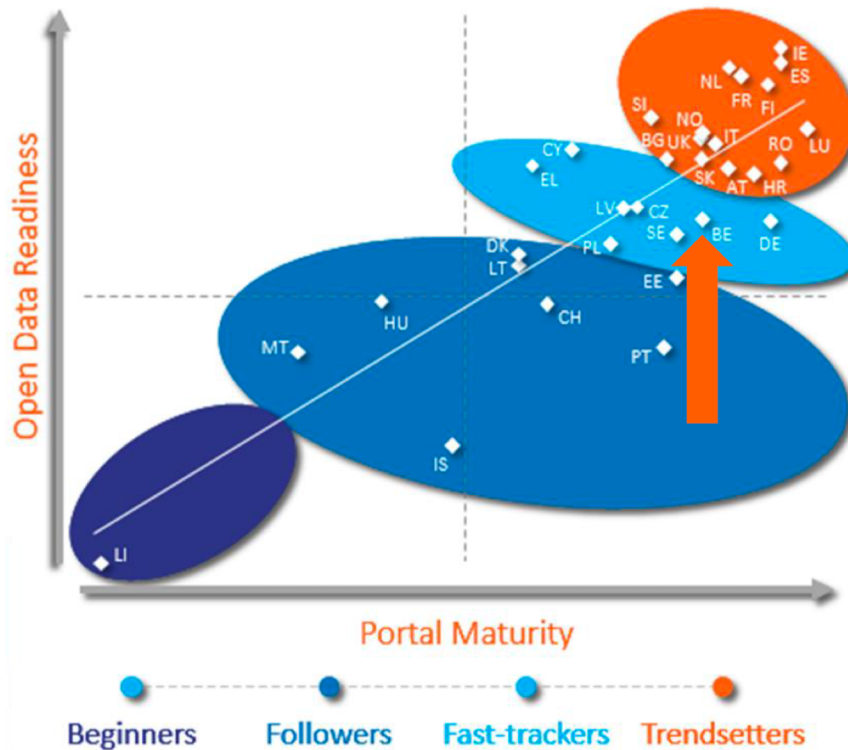 Open Data Readiness
IE
NL
ES
FR
FI
SI
NO
IT
LU
BG
UK
RO
CY
SK
AT
HR
EL
LV
CZ
SE
BE
DE
PL
DK
LT
EE
HU
CH
MT
PT
IS
LI
Portal Maturity
Beginners Followers Fast-trackers Trendsetters